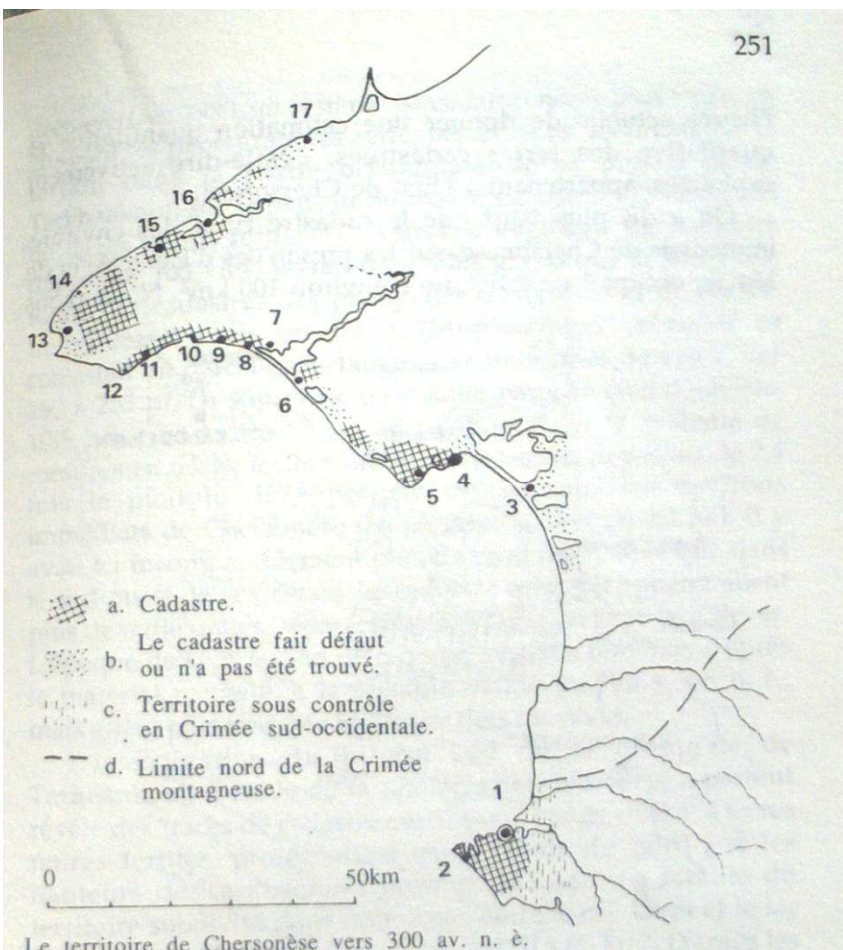 251
17
16
15
14
13
12
11
10
9
8
7
6
5
4
3
a. Cadastre.
b. Le cadastre fait défaut
ou n'a pas été trouvé.
c. Territoire sous contrôle
en Crimée sud-occidentale.
d. Limite nord de la Crimée
montagneuse.
1
2
0 50km
Le territoire de Chersonèse vers 300 av. n. è.